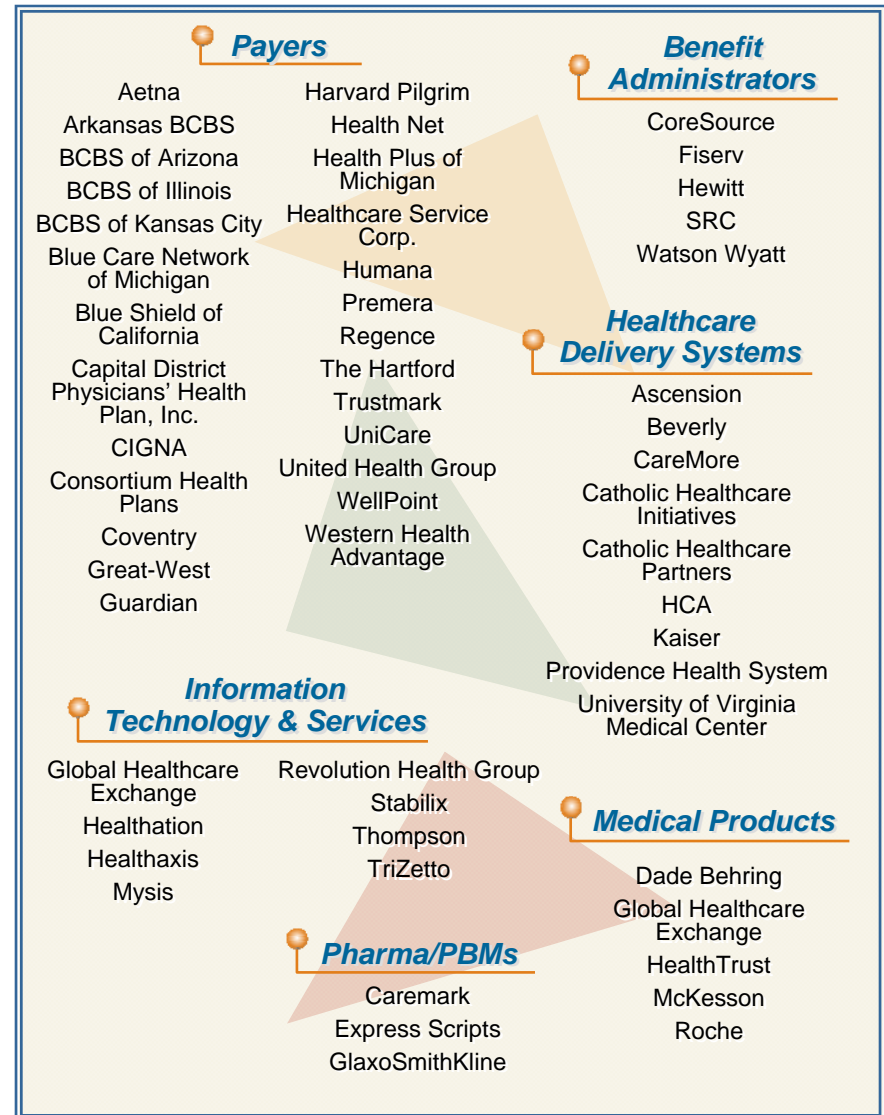 Payers
Aetna
Arkansas BCBS
BCBS of Arizona
BCBS of Illinois
BCBS of Kansas City
Blue Care Network
of Michigan
Blue Shield of
California
Capital District
Physicians' Health
Plan, Inc.
CIGNA
Consortium Health
Plans
Coventry
Great-West
Guardian
Harvard Pilgrim
Health Net
Health Plus of
Michigan
Healthcare Service
Corp.
Humana
Premera
Regence
The Hartford
Trustmark
UniCare
United Health Group
WellPoint
Western Health
Advantage
Benefit
Administrators
CoreSource
Fiserv
Hewitt
SRC
Watson Wyatt
Healthcare
Delivery Systems
Ascension
Beverly
CareMore
Catholic Healthcare
Initiatives
Catholic Healthcare
Partners
HCA
Kaiser
Providence Health System
University of Virginia
Medical Center
Information
Technology & Services
Global Healthcare
Exchange
Healthation
Healthaxis
Mysis
Revolution Health Group
Stabilix
Thompson
TriZetto
Medical Products
Dade Behring
Global Healthcare
Exchange
HealthTrust
McKesson
Roche
Pharma/PBMs
Caremark
Express Scripts
GlaxoSmithKline